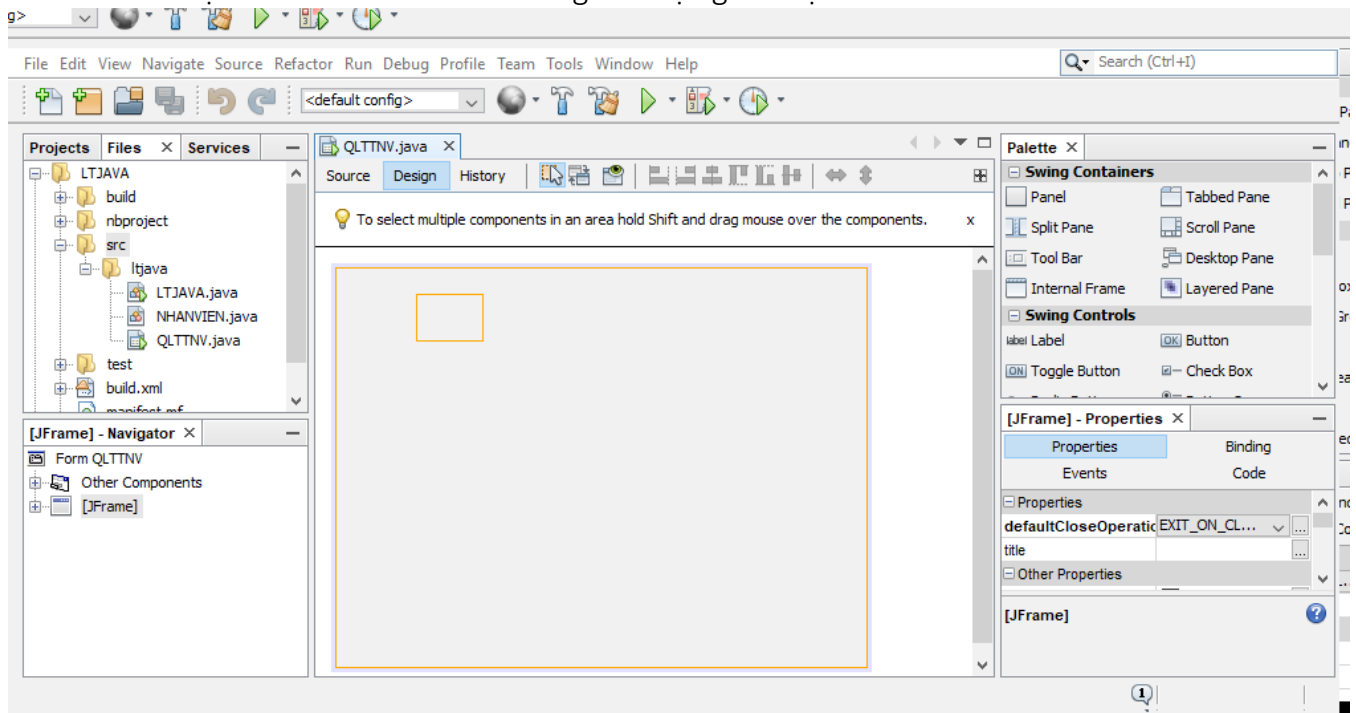 File Edit View Navigate Source Refactor Run Debug Profile Team Tools Window Help
Search (Ctrl+I)
<default config>
Projects Files × Services
LTJAVA
build
nbproject
src
ltjava
LTJAVA.java
NHANVIEN.java
QLTTNV.java
test
build.xml
manifest.mf
[JFrame] - Navigator ×
Form QLTTNV
Other Components
[JFrame]
QLTTNV.java ×
Source Design History
To select multiple components in an area hold Shift and drag mouse over the components. x
Palette ×
Swing Containers
Panel Tabbed Pane
Split Pane Scroll Pane
Tool Bar Desktop Pane
Internal Frame Layered Pane
Swing Controls
label Label OK Button
ON Toggle Button Check Box
[JFrame] - Properties ×
Properties Binding
Events Code
Properties
defaultCloseOperatic EXIT_ON_CL... ...
title ...
Other Properties
[JFrame]
1